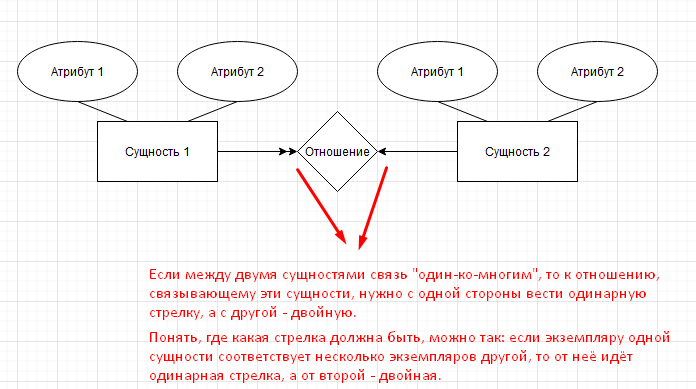 Атрибут 1
Атрибут 2
Атрибут 1
Атрибут 2
Сущность 1
Отношение
Сущность 2
Если между двумя сущностями связь "один-ко-многим", то к отношению,
связывающему эти сущности, нужно с одной стороны вести одинарную
стрелку, а с другой - двойную.
Понять, где какая стрелка должна быть, можно так: если экземпляру одной
сущности соответствует несколько экземпляров другой, то от неё идёт
одинарная стрелка, а от второй - двойная.